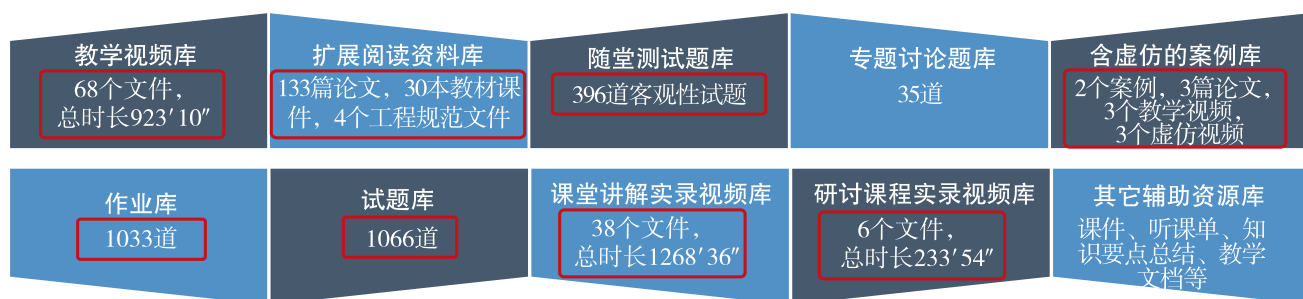 教学视频库
68个文件，
总时长923′10″
扩展阅读资料库
133篇论文，30本教材课
件，4个工程规范文件
随堂测试题库
396道客观性试题
专题讨论题库
35道
含虚仿的案例库
2个案例，3篇论文，
3个教学视频，
3个虚仿视频
作业库
1033道
试题库
1066道
课堂讲解实录视频库
38个文件，
总时长1268′36″
研讨课程实录视频库
6个文件，
总时长233′54″
其它辅助资源库
课件、听课单、知
识要点总结、教学
文档等